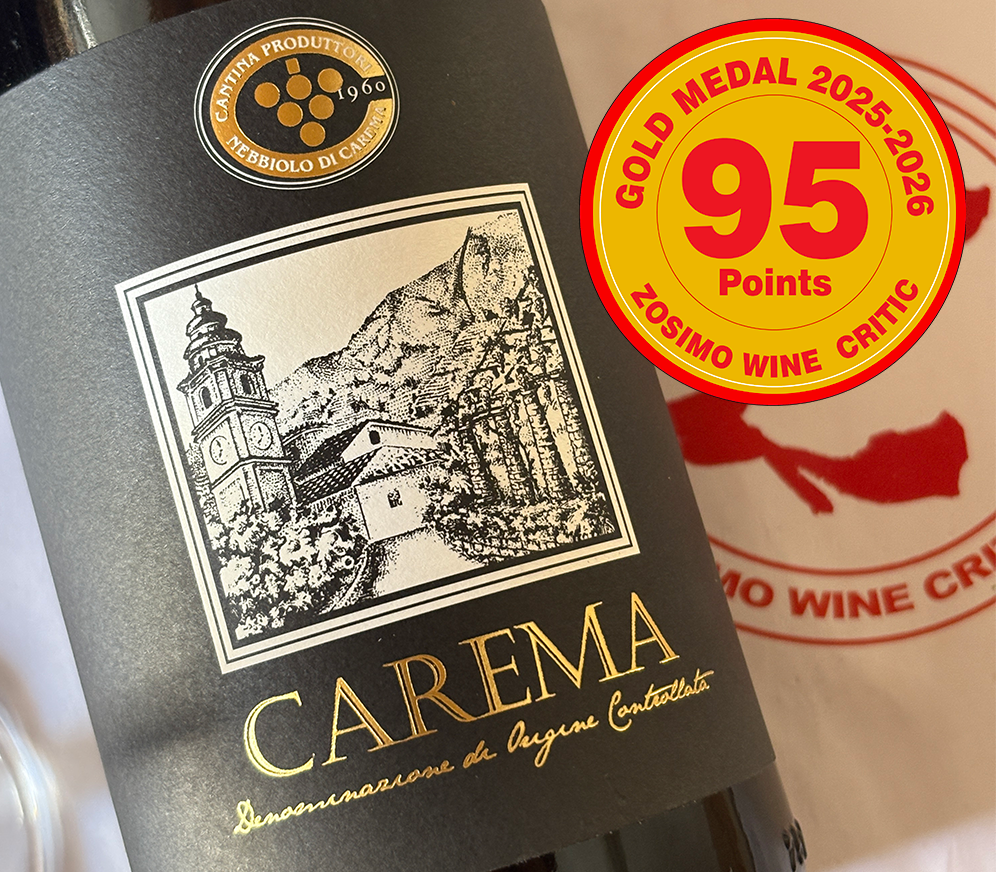 CANTINA PRODUTTORI
1960
NEBBIOLO DI CAREMA
CAREMA
Denominazione di Origine Controllata
GOLD MEDAL 2025-2026
95
Points
ZOSIMO WINE CRITIC
MO WINE CRI